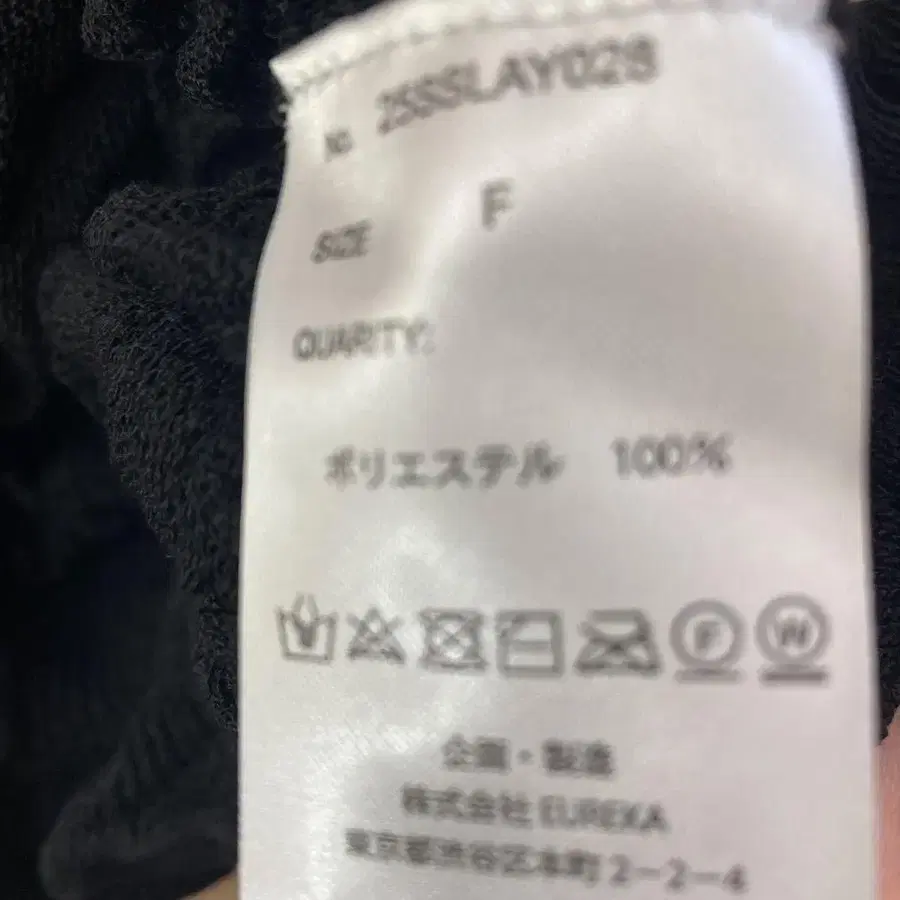 No 25SSSLAY028
SIZE F
QUARITY:
ポリエステル 100%
F W
企画・製造
株式会社 EUREKA
東京都渋谷区本町2-2-4